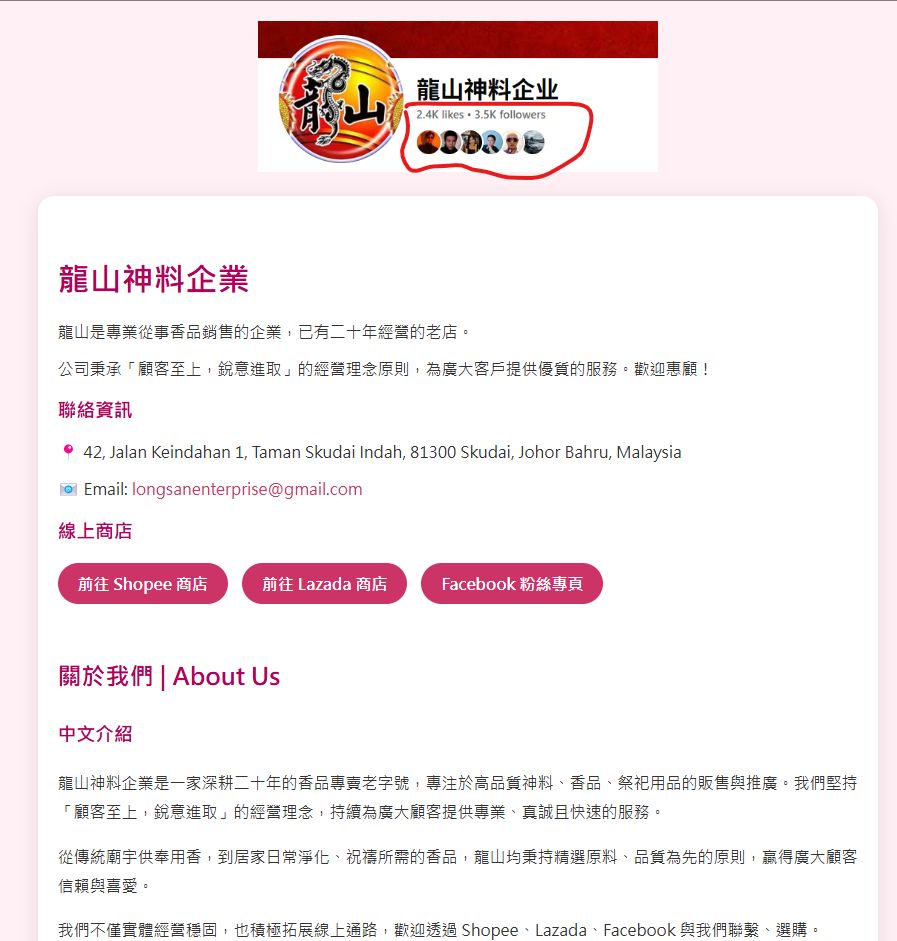 龍山
龍山神料企业
2.4K likes • 3.5K followers
龍山神料企業
龍山是專業從事香品銷售的企業，已有二十年經營的老店。
公司秉承「顧客至上，銳意進取」的經營理念原則，為廣大客戶提供優質的服務。歡迎惠顧！
聯絡資訊
42, Jalan Keindahan 1, Taman Skudai Indah, 81300 Skudai, Johor Bahru, Malaysia
Email: longsanenterprise@gmail.com
線上商店
前往 Shopee 商店 前往 Lazada 商店 Facebook 粉絲專頁
關於我們 | About Us
中文介紹
龍山神料企業是一家深耕二十年的香品專賣老字號，專注於高品質神料、香品、祭祀用品的販售與推廣。我們堅持
「顧客至上，銳意進取」的經營理念，持續為廣大顧客提供專業、真誠且快速的服務。
從傳統廟宇供奉用香，到居家日常淨化、祝禱所需的香品，龍山均秉持精選原料、品質為先的原則，贏得廣大顧客
信賴與喜愛。
我們不僅實體經營穩固，也積極拓展線上通路，歡迎透過 Shopee、Lazada、Facebook 與我們聯繫、選購。